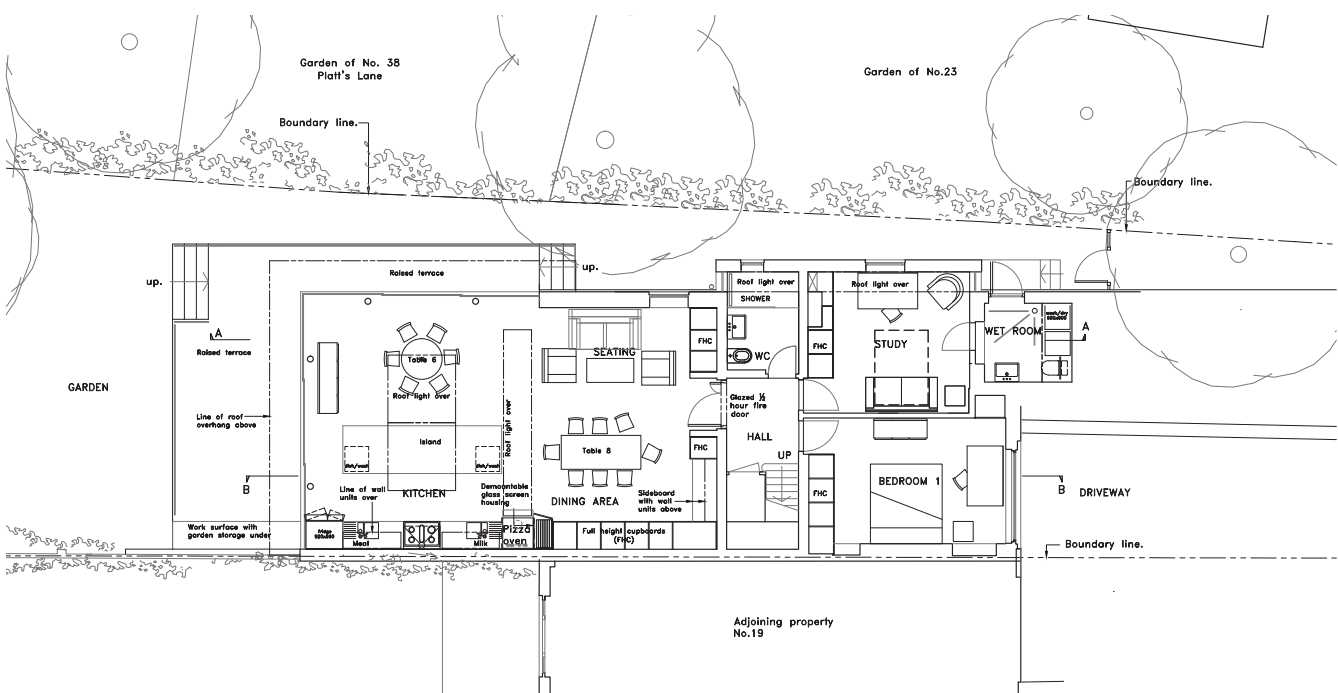 Garden of No. 38
Platt's Lane
Garden of No.23
Boundary line.
Boundary line.
up.
Raised terrace
up.
Roof light over
SHOWER
Roof light over
A
Raised terrace
Table 6
SEATING
FHC
WC
FHC
STUDY
WET ROOM
A
GARDEN
Roof light over
Roof light over
Glazed ½
hour fire
door
Line of roof
overhang above
Island
Table 8
FHC
HALL
UP
B
KITCHEN
Line of wall
units over
Demountable
glass screen
housing
DINING AREA
Sideboard
with wall
units above
FHC
BEDROOM 1
B
DRIVEWAY
Work surface with
garden storage under
fridge
Meat
Milk
Pizza
oven
Full height cupboards
(FHC)
Boundary line.
Adjoining property
No.19